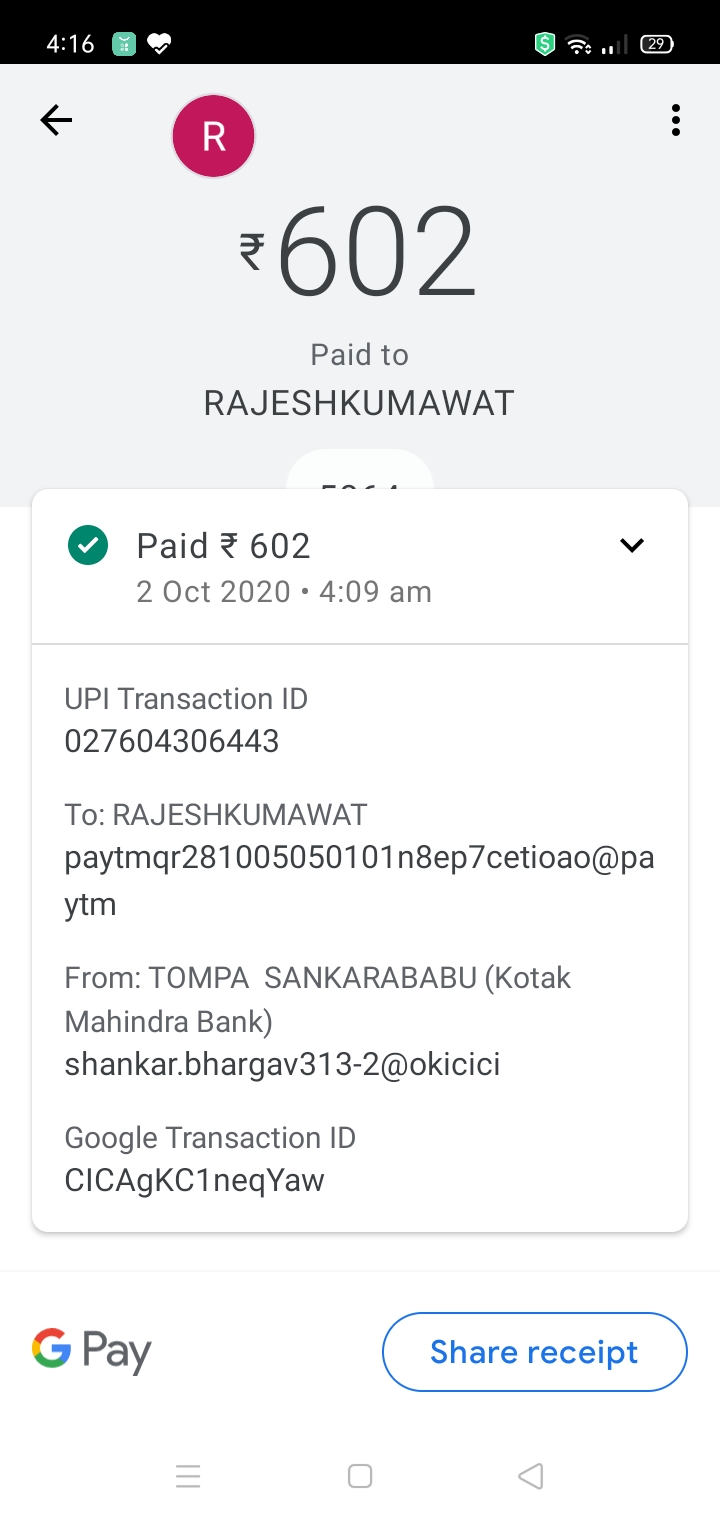 4:16
29
R
₹602
Paid to
RAJESHKUMAWAT
Paid ₹ 602
2 Oct 2020 • 4:09 am
UPI Transaction ID
027604306443
To: RAJESHKUMAWAT
paytmqr281005050101n8ep7cetioao@pa
ytm
From: TOMPA  SANKARABABU (Kotak
Mahindra Bank)
shankar.bhargav313-2@okicici
Google Transaction ID
CICAgKC1neqYaw
G Pay
Share receipt